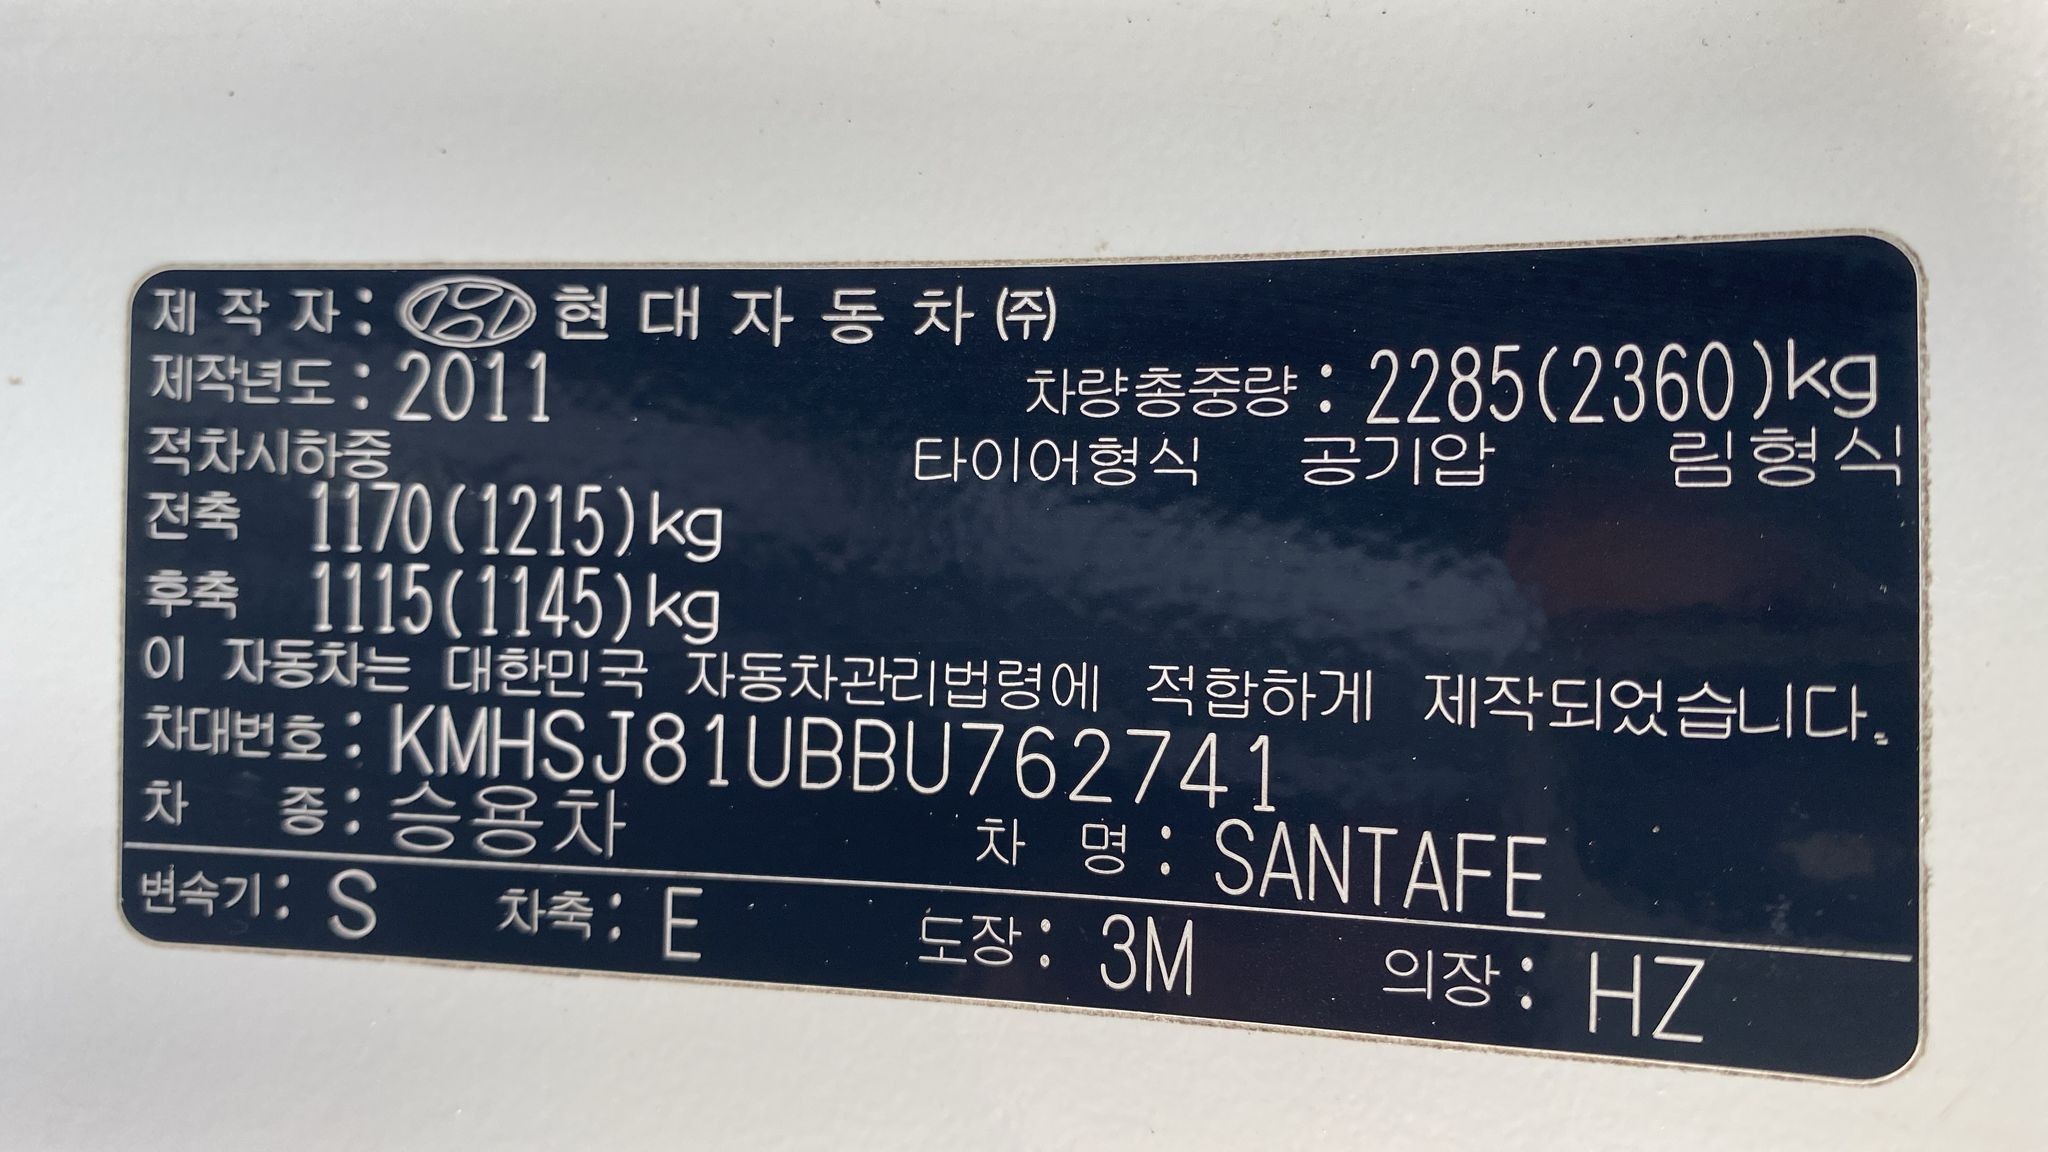 제 작 자 : 현 대 자 동 차 ㈜
제작년도 : 2011 차량총중량 : 2285(2360)kg
적차시하중 타이어형식 공기압 림형식
전축 1170(1215)kg
후축 1115(1145)kg
이 자동차는 대한민국 자동차관리법령에 적합하게 제작되었습니다.
차대번호 : KMHSJ81UBBU762741
차 종 : 승용차 차 명 : SANTAFE
변속기 : S 차축 : E 도장 : 3M 의장 : HZ